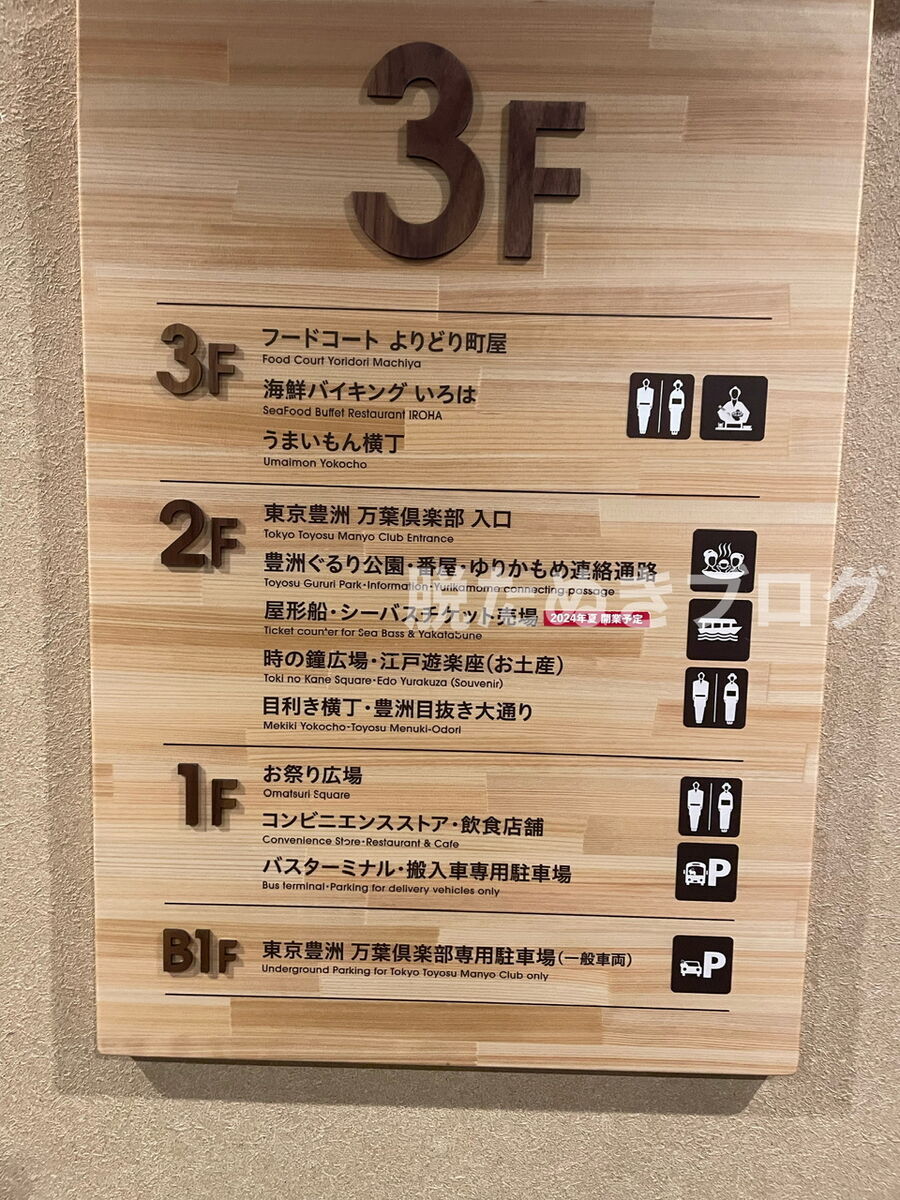 3F
3F
フードコート よりどり町屋
Food Court Yoridori Machiya
海鮮バイキング いろは
SeaFood Buffet Restaurant IROHA
うまいもん横丁
Umaimon Yokocho
2F
東京豊洲 万葉倶楽部 入口
Tokyo Toyosu Manyo Club Entrance
豊洲ぐるり公園・番屋・ゆりかもめ連絡通路
Toyosu Gururi Park・Information・Yurikamome connecting passage
屋形船・シーバスチケット売場 2024年夏 開業予定
Ticket counter for Sea Bass & Yakatabune
時の鐘広場・江戸遊楽座(お土産)
Toki no Kane Square・Edo Yurakuza (Souvenir)
目利き横丁・豊洲目抜き大通り
Mekiki Yokocho・Toyosu Menuki-Odori
1F
お祭り広場
Omatsuri Square
コンビニエンスストア・飲食店舗
Convenience Store・Restaurant & Cafe
バスターミナル・搬入車専用駐車場
Bus terminal・Parking for delivery vehicles only
P
B1F
東京豊洲 万葉倶楽部専用駐車場(一般車両)
Underground Parking for Tokyo Toyosu Manyo Club only
P
脱たぬきブログ